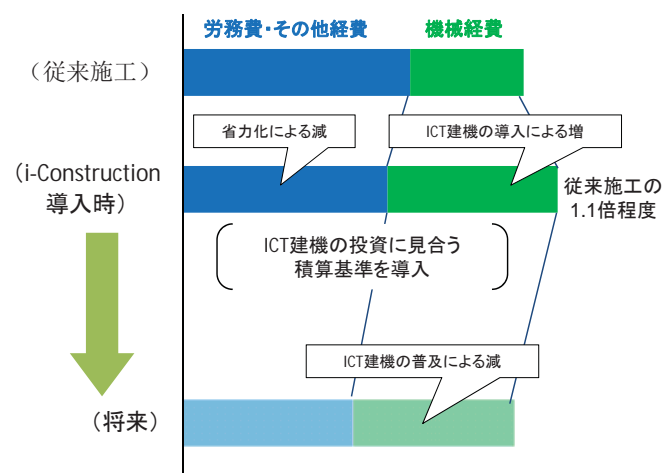 労務費・その他経費
機械経費
（従来施工）
省力化による減
ICT建機の導入による増
（i-Construction
導入時）
従来施工の
1.1倍程度
ICT建機の投資に見合う
積算基準を導入
ICT建機の普及による減
（将来）